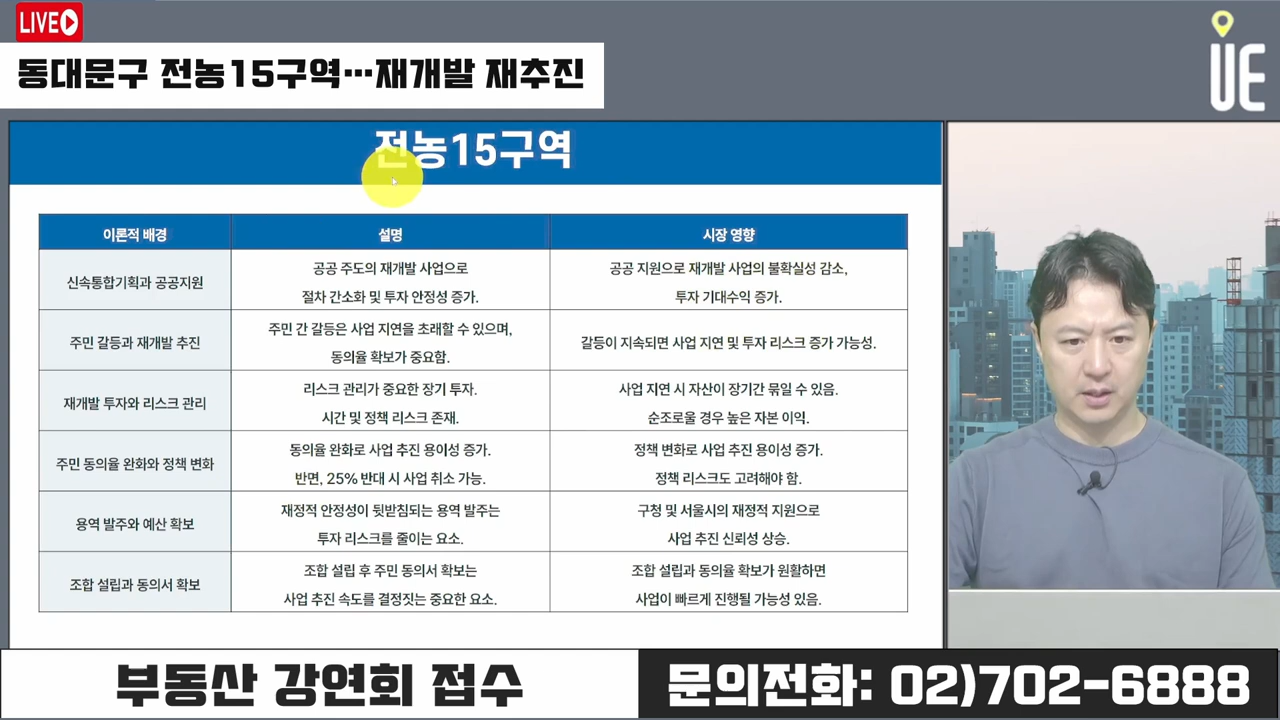 LIVE
동대문구 전농15구역…재개발 재추진
UE
전농15구역
이론적 배경
설명
시장 영향
신속통합기획과 공공지원
공공 주도의 재개발 사업으로
절차 간소화 및 투자 안정성 증가.
공공 지원으로 재개발 사업의 불확실성 감소,
투자 기대수익 증가.
주민 갈등과 재개발 추진
주민 간 갈등은 사업 지연을 초래할 수 있으며,
동의율 확보가 중요함.
갈등이 지속되면 사업 지연 및 투자 리스크 증가 가능성.
재개발 투자와 리스크 관리
리스크 관리가 중요한 장기 투자.
시간 및 정책 리스크 존재.
사업 지연 시 자산이 장기간 묶일 수 있음.
순조로울 경우 높은 자본 이익.
주민 동의율 완화와 정책 변화
동의율 완화로 사업 추진 용이성 증가.
반면, 25% 반대 시 사업 취소 가능.
정책 변화로 사업 추진 용이성 증가.
정책 리스크도 고려해야 함.
용역 발주와 예산 확보
재정적 안정성이 뒷받침되는 용역 발주는
투자 리스크를 줄이는 요소.
구청 및 서울시의 재정적 지원으로
사업 추진 신뢰성 상승.
조합 설립과 동의서 확보
조합 설립 후 주민 동의서 확보는
사업 추진 속도를 결정짓는 중요한 요소.
조합 설립과 동의율 확보가 원활하면
사업이 빠르게 진행될 가능성 있음.
부동산 강연회 접수
문의전화: 02)702-6888